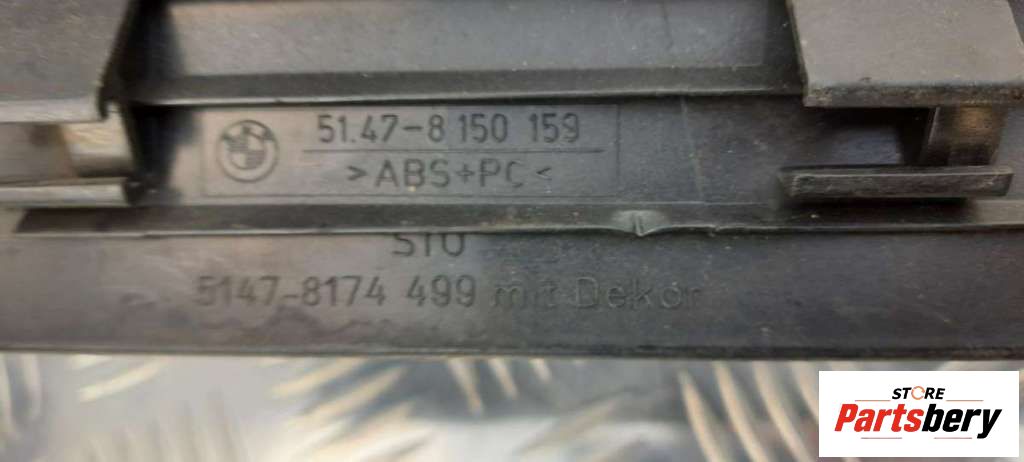 51.47-8 150 159
>ABS+PC<
STO
5147-8174 499 mit Dekor
STORE
Partsbery